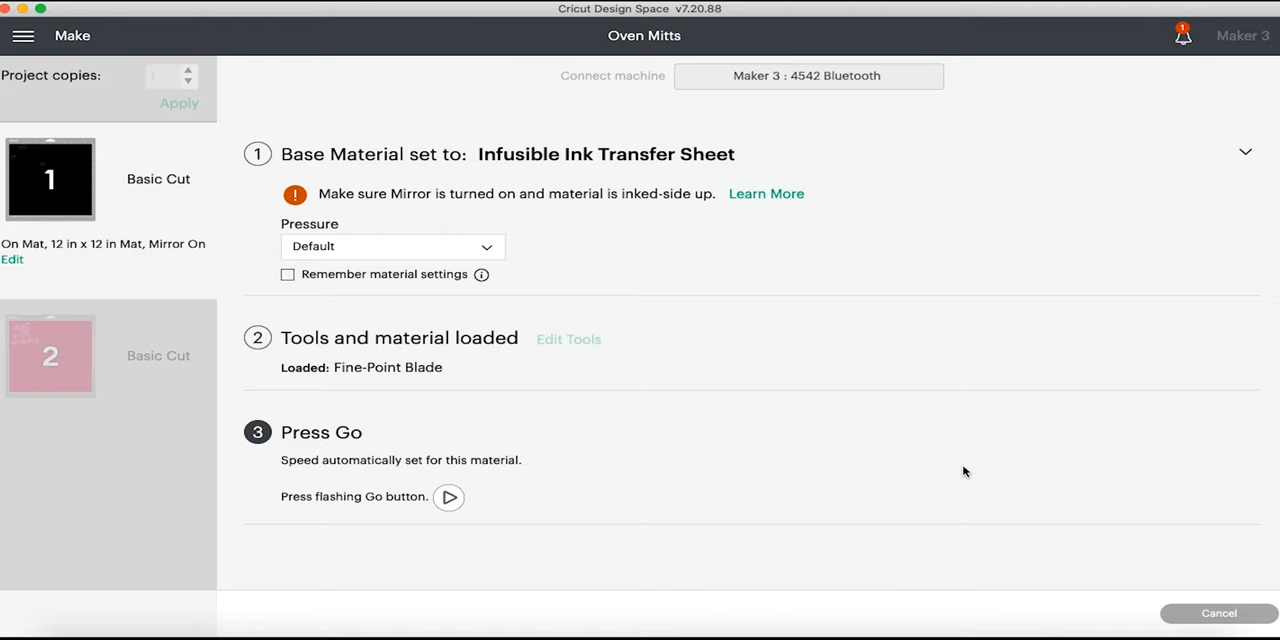 Cricut Design Space v7.20.88
Make
Oven Mitts
1
Maker 3
Project copies:
1
Apply
Connect machine
Maker 3 : 4542 Bluetooth
1
Basic Cut
On Mat, 12 in x 12 in Mat, Mirror On
Edit
2
Basic Cut
1 Base Material set to: Infusible Ink Transfer Sheet
! Make sure Mirror is turned on and material is inked-side up. Learn More
Pressure
Default
Remember material settings i
2 Tools and material loaded Edit Tools
Loaded: Fine-Point Blade
3 Press Go
Speed automatically set for this material.
Press flashing Go button.
Cancel